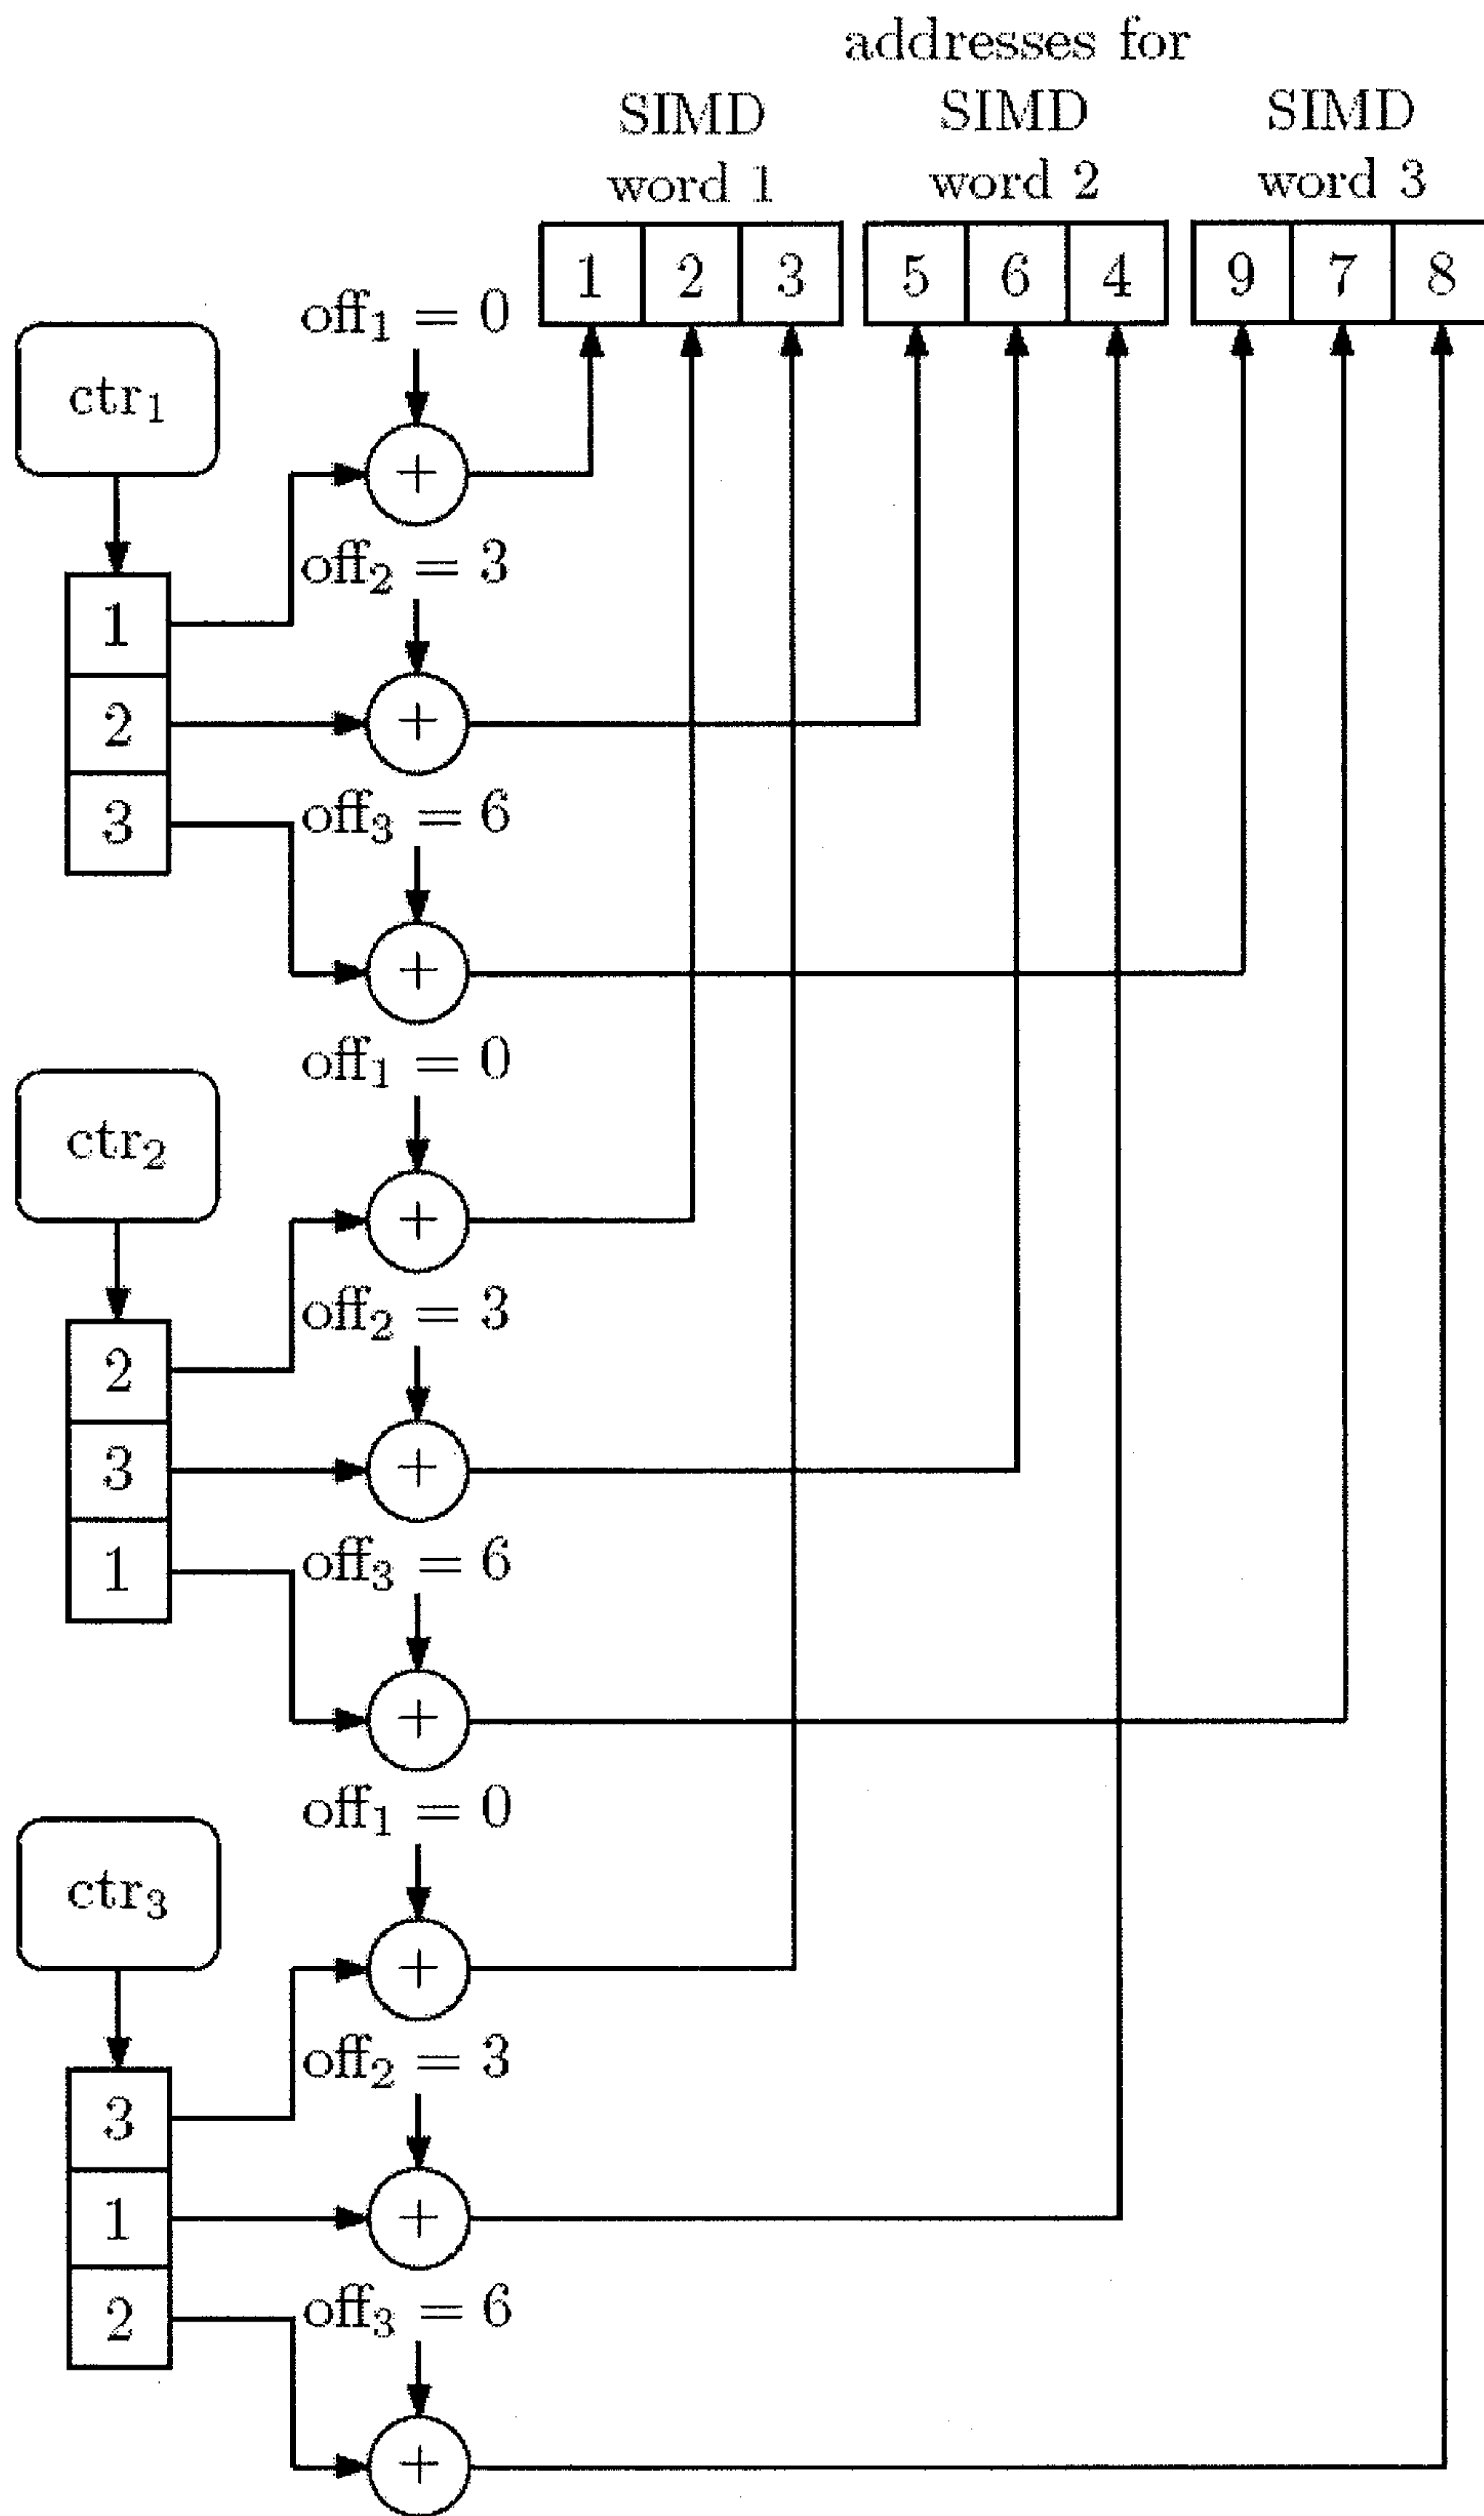 addresses for
SIMD SIMD SIMD
word 1 word 2 word 3
1 2 3 5 6 4 9 7 8
off₁ = 0
ctr₁
+
off₂ = 3
1
2
+
3
off₃ = 6
+
off₁ = 0
ctr₂
+
off₂ = 3
2
3
+
1
off₃ = 6
+
off₁ = 0
ctr₃
+
off₂ = 3
3
1
+
2
off₃ = 6
+